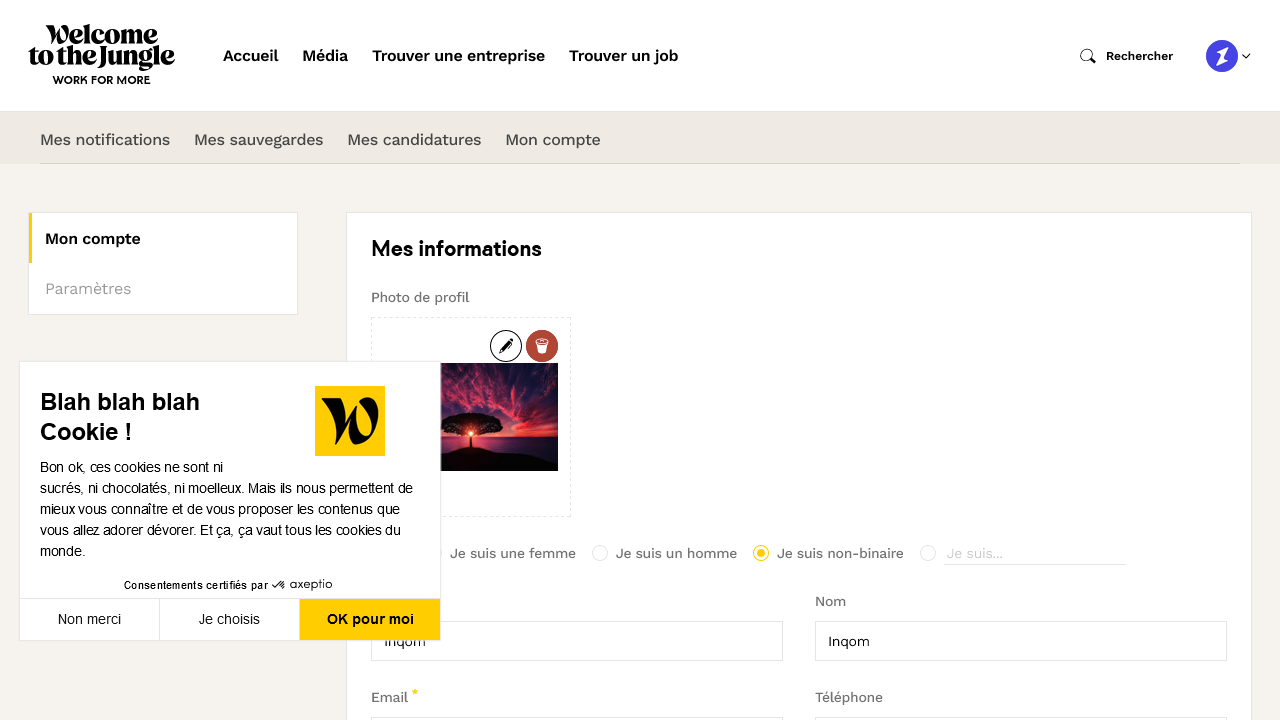 Welcome
to the Jungle
WORK FOR MORE
Accueil
Média
Trouver une entreprise
Trouver un job
Rechercher
Mes notifications
Mes sauvegardes
Mes candidatures
Mon compte
Mon compte
Paramètres
Mes informations
Photo de profil
Blah blah blah
Cookie !
Bon ok, ces cookies ne sont ni
sucrés, ni chocolatés, ni moelleux. Mais ils nous permettent de
mieux vous connaître et de vous proposer les contenus que
vous allez adorer dévorer. Et ça, ça vaut tous les cookies du
monde.
Consentements certifiés par axeptio
Non merci
Je choisis
OK pour moi
Je suis une femme
Je suis un homme
Je suis non-binaire
Je suis...
Nom
Inqom
Inqom
Email *
Téléphone